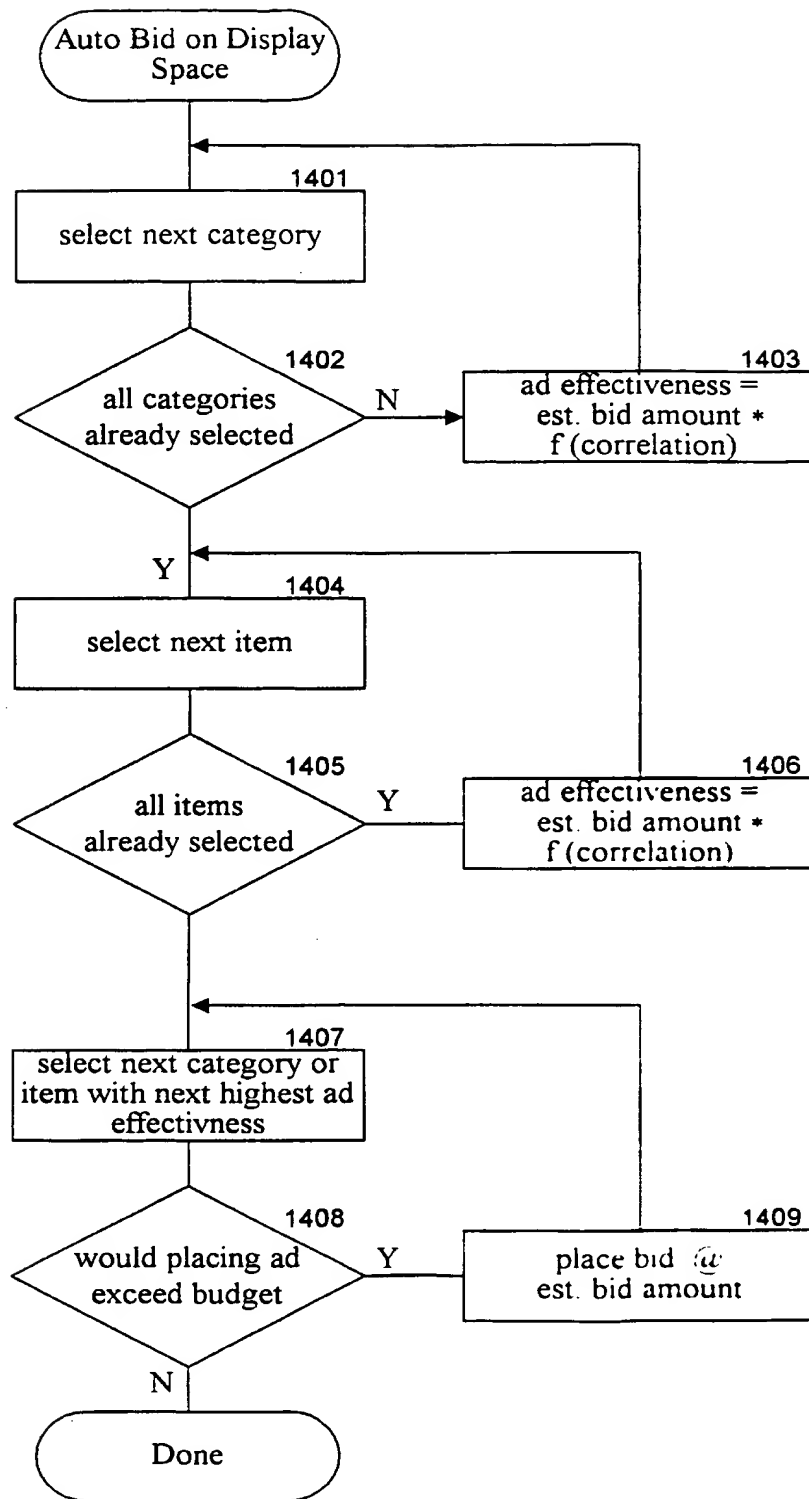 Auto Bid on Display
Space
1401
select next category
1402
all categories
already selected
N
1403
ad effectiveness =
est. bid amount *
f (correlation)
Y
1404
select next item
1405
all items
already selected
Y
1406
ad effectiveness =
est. bid amount *
f (correlation)
1407
select next category or
item with next highest ad
effectivness
1408
would placing ad
exceed budget
Y
1409
place bid @
est. bid amount
N
Done